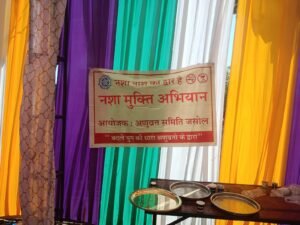 नशा नाश का द्वार है
नशा मुक्ति अभियान
आयोजक : अणुव्रत समिति जसोल
" बदले युग की धारा अणुव्रतों के द्वारा "